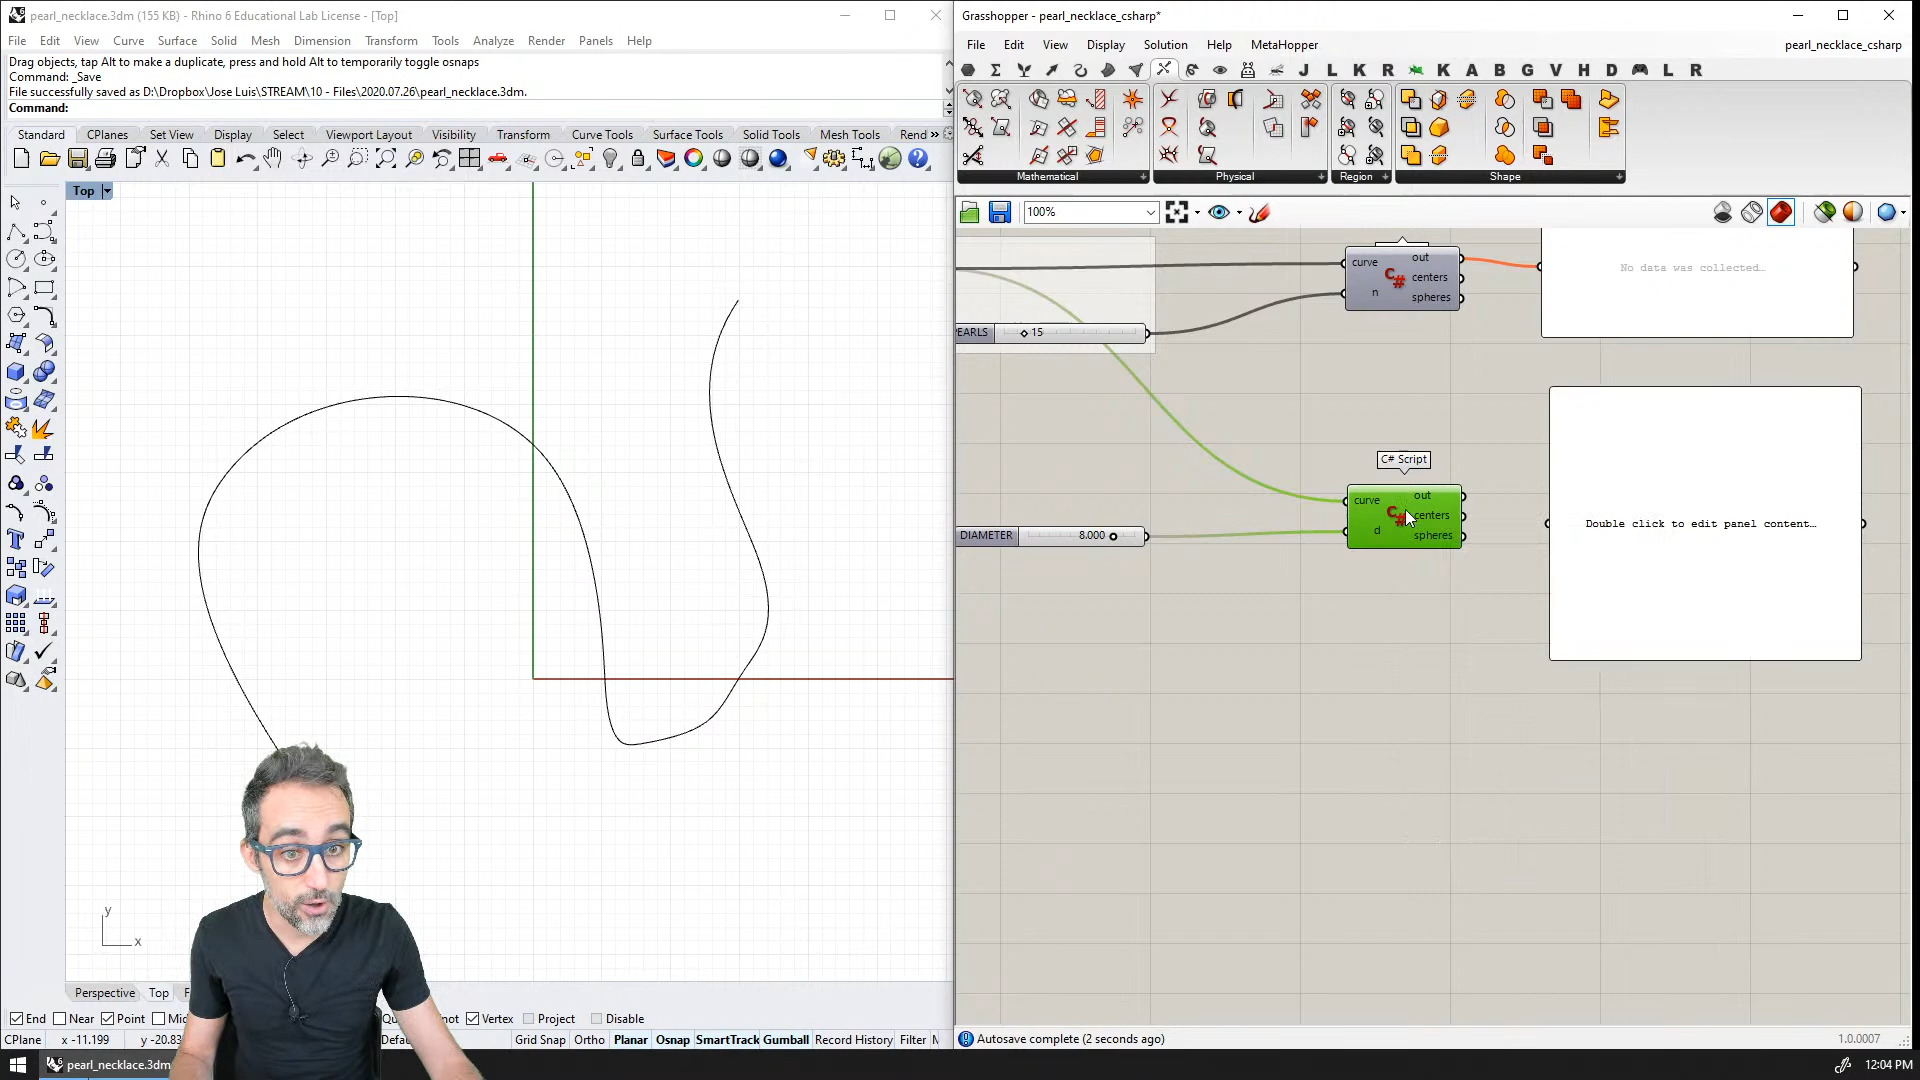 pearl_necklace.3dm (155 KB) - Rhino 6 Educational Lab License - [Top]
File Edit View Curve Surface Solid Mesh Dimension Transform Tools Analyze Render Panels Help
Drag objects, tap Alt to make a duplicate, press and hold Alt to temporarily toggle osnaps
Command: _Save
File successfully saved as D:\Dropbox\Jose Luis\STREAM\10 - Files\2020.07.26\pearl_necklace.3dm.
Command:
Standard CPlanes Set View Display Select Viewport Layout Visibility Transform Curve Tools Surface Tools Solid Tools Mesh Tools Rend »
Top
y
x
Perspective Top F
End Near Point Mid Qu not Vertex Project Disable
CPlane x -11.199 y -20.83 Defa Grid Snap Ortho Planar Osnap SmartTrack Gumball Record History Filter M
pearl_necklace.3dm
Grasshopper - pearl_necklace_csharp*
File Edit View Display Solution Help MetaHopper pearl_necklace_csharp
J L K R K A B G V H D L R
Mathematical Physical Region Shape
100%
curve
n
C#
out
centers
spheres
No data was collected…
PEARLS 15
C# Script
curve
d
C#
out
centers
spheres
DIAMETER 8.000
Double click to edit panel content…
Autosave complete (2 seconds ago)
1.0.0007
12:04 PM